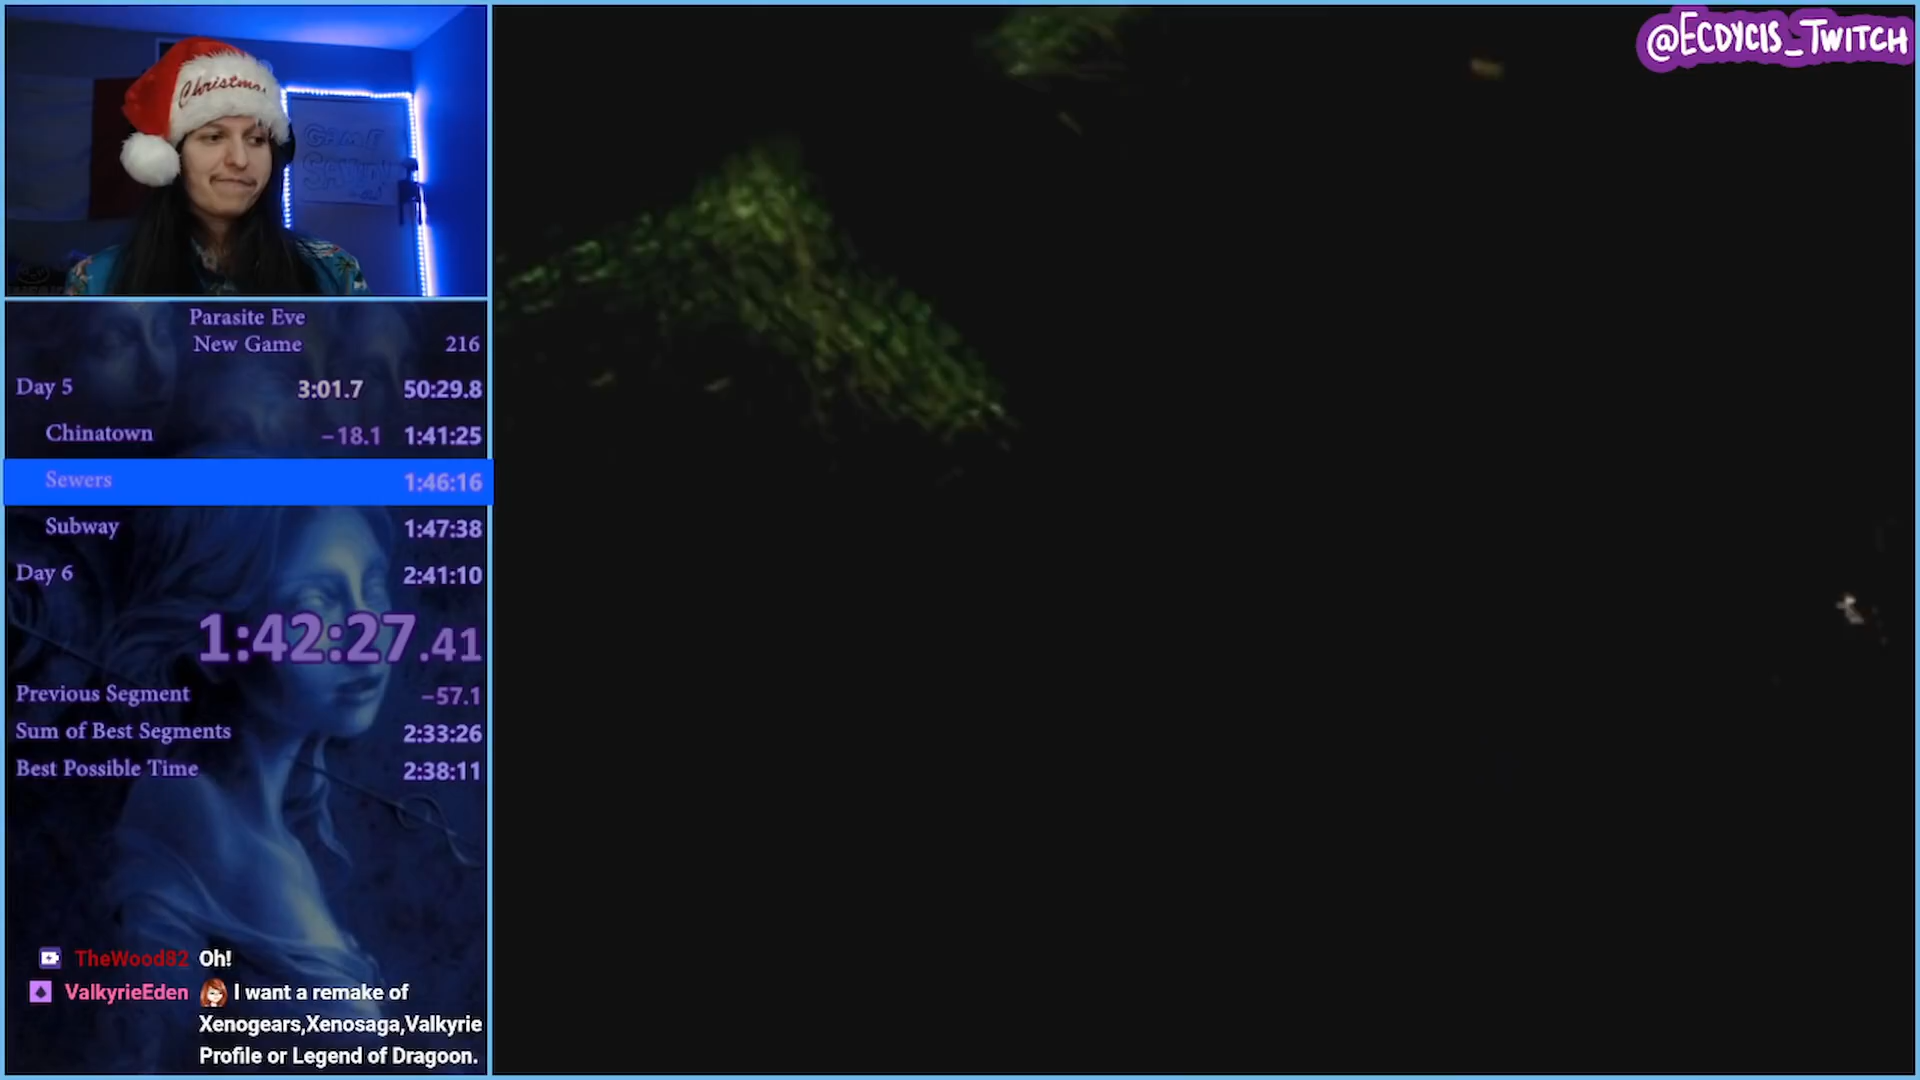 @Ecdycis_Twitch
Christmas
GAME
Parasite Eve
New Game 216
Day 5 3:01.7 50:29.8
Chinatown −18.1 1:41:25
Sewers 1:46:16
Subway 1:47:38
Day 6 2:41:10
1:42:27.41
Previous Segment −57.1
Sum of Best Segments 2:33:26
Best Possible Time 2:38:11
TheWood82 Oh!
ValkyrieEden I want a remake of
Xenogears,Xenosaga,Valkyrie
Profile or Legend of Dragoon.